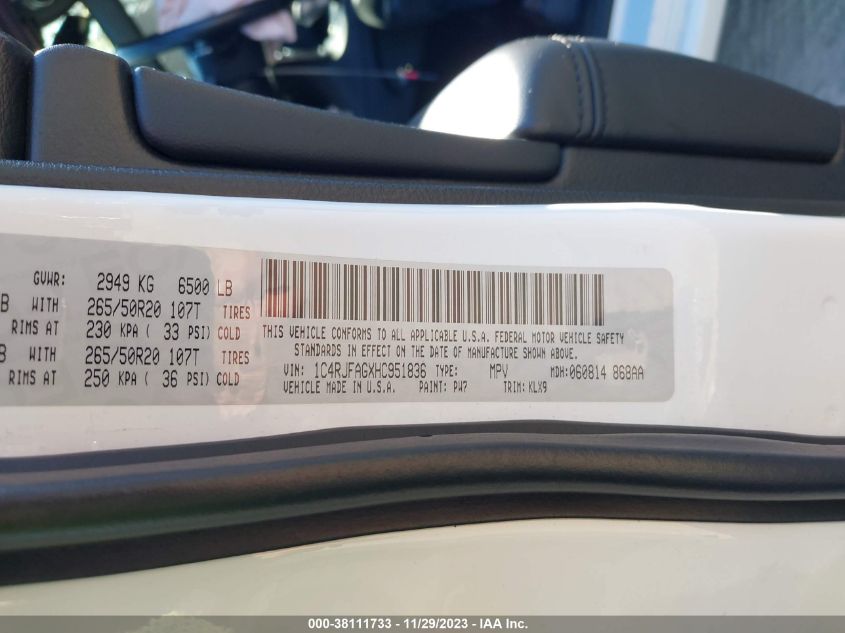 GVWR: 2949 KG 6500 LB
B WITH 265/50R20 107T TIRES
RIMS AT 230 KPA ( 33 PSI) COLD
B WITH 265/50R20 107T TIRES
RIMS AT 250 KPA ( 36 PSI) COLD
THIS VEHICLE CONFORMS TO ALL APPLICABLE U.S.A. FEDERAL MOTOR VEHICLE SAFETY
STANDARDS IN EFFECT ON THE DATE OF MANUFACTURE SHOWN ABOVE.
VIN: 1C4RJFAGXHC951836 TYPE: MPV MDH: 060814 868AA
VEHICLE MADE IN U.S.A. PAINT: PW7 TRIM: KLX9
000-38111733 - 11/29/2023 - IAA Inc.